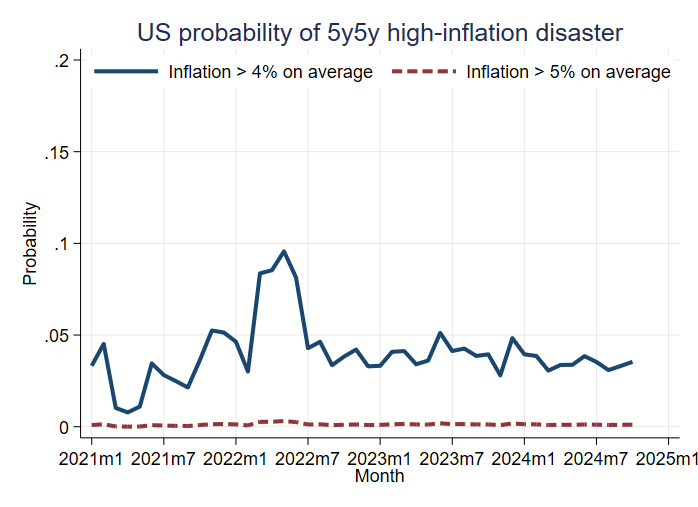 US probability of 5y5y high-inflation disaster
.2
Inflation > 4% on average
Inflation > 5% on average
.15
Probability
.1
.05
0
2021m1 2021m7 2022m1 2022m7 2023m1 2023m7 2024m1 2024m7 2025m1
Month